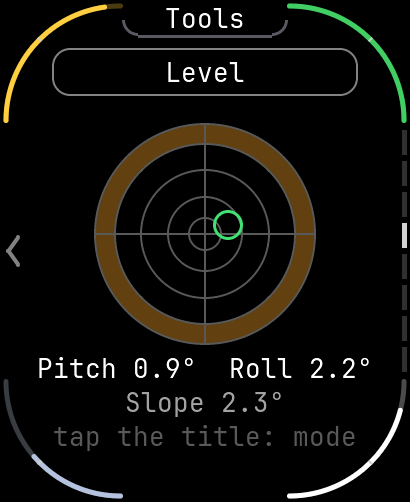 Tools
Level
Pitch 0.9° Roll 2.2°
Slope 2.3°
tap the title: mode